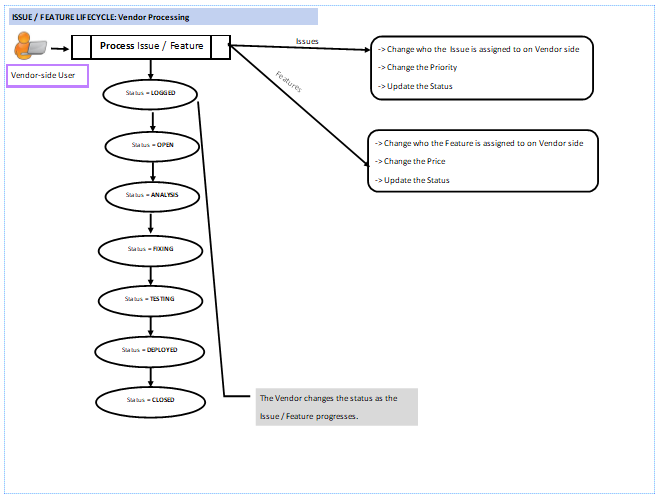 ISSUE / FEATURE LIFECYCLE: Vendor Processing
Process Issue / Feature
Vendor-side User
Issues
Features
-> Change who the Issue is assigned to on Vendor side
-> Change the Priority
-> Update the Status
-> Change who the Feature is assigned to on Vendor side
-> Change the Price
-> Update the Status
Status = LOGGED
Status = OPEN
Status = ANALYSIS
Status = FIXING
Status = TESTING
Status = DEPLOYED
Status = CLOSED
The Vendor changes the status as the
Issue / Feature progresses.